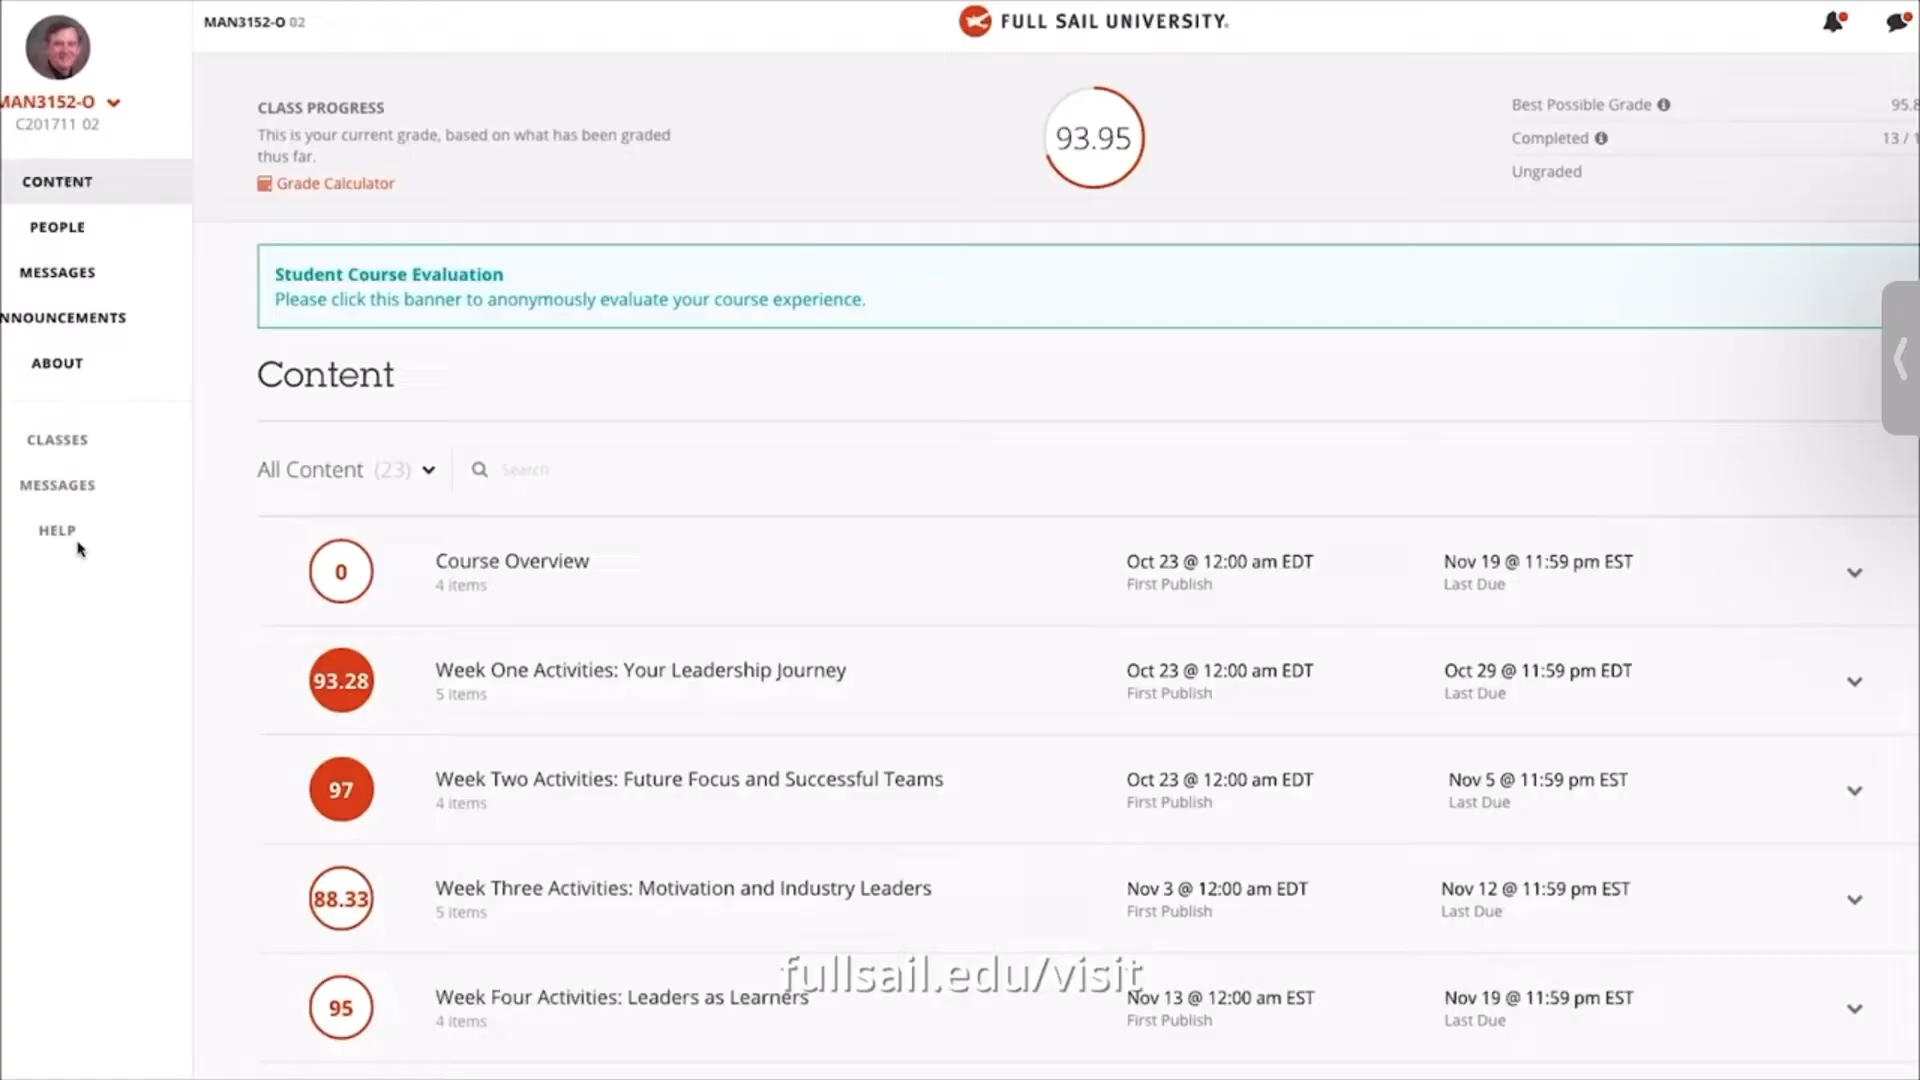 MAN3152-O 02
FULL SAIL UNIVERSITY.
MAN3152-O
C201711 02
CONTENT
PEOPLE
MESSAGES
NNOUNCEMENTS
ABOUT
CLASSES
MESSAGES
HELP
CLASS PROGRESS
This is your current grade, based on what has been graded
thus far.
Grade Calculator
93.95
Best Possible Grade 95.8
Completed 13 / 1
Ungraded
Student Course Evaluation
Please click this banner to anonymously evaluate your course experience.
Content
All Content (23) Search
0 Course Overview Oct 23 @ 12:00 am EDT Nov 19 @ 11:59 pm EST
4 items First Publish Last Due
93.28 Week One Activities: Your Leadership Journey Oct 23 @ 12:00 am EDT Oct 29 @ 11:59 pm EDT
5 items First Publish Last Due
97 Week Two Activities: Future Focus and Successful Teams Oct 23 @ 12:00 am EDT Nov 5 @ 11:59 pm EST
4 items First Publish Last Due
88.33 Week Three Activities: Motivation and Industry Leaders Nov 3 @ 12:00 am EDT Nov 12 @ 11:59 pm EST
5 items First Publish Last Due
fullsail.edu/visit
95 Week Four Activities: Leaders as Learners Nov 13 @ 12:00 am EST Nov 19 @ 11:59 pm EST
4 items First Publish Last Due